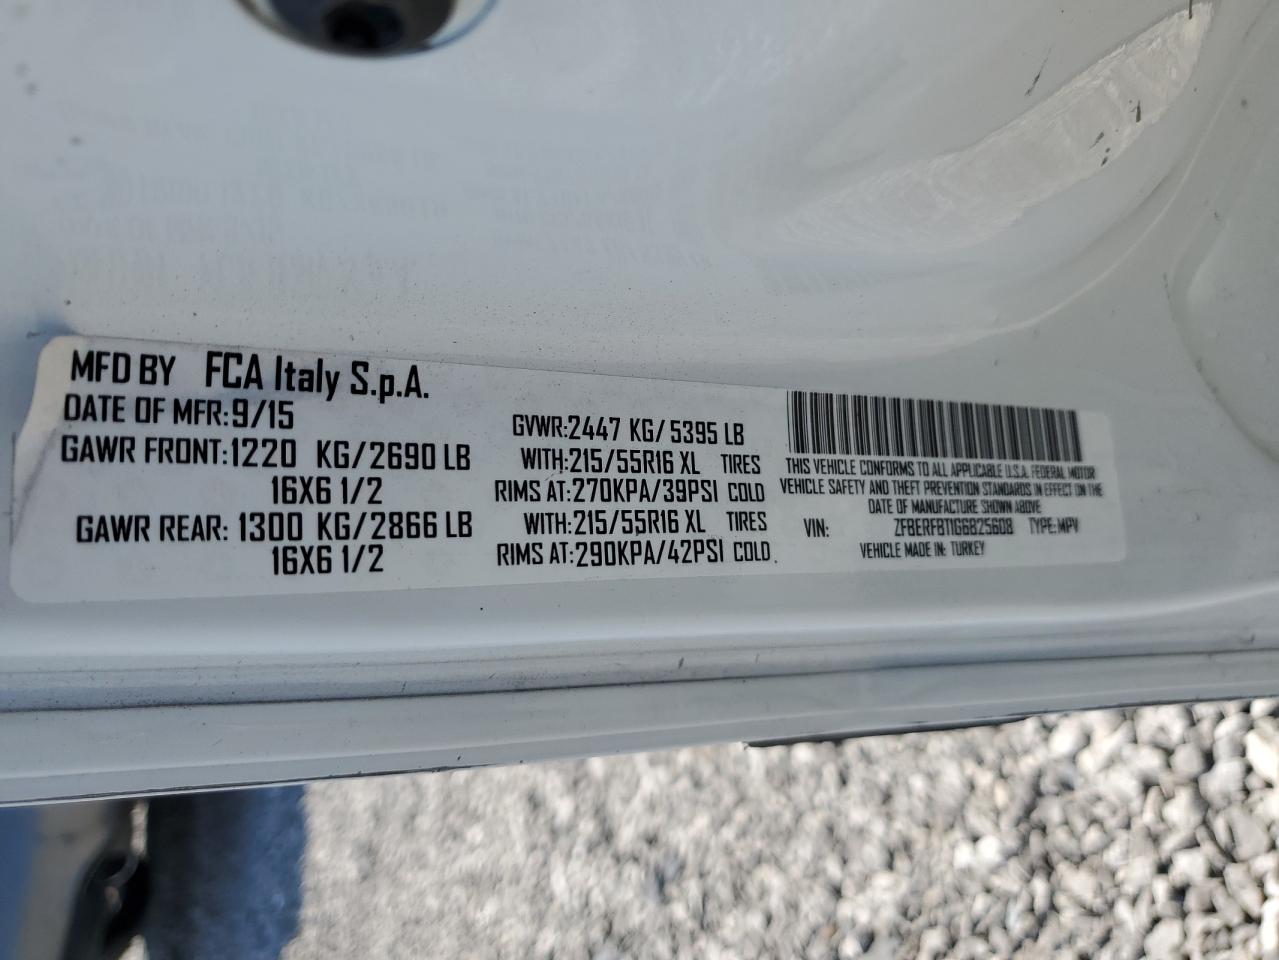 MFD BY FCA Italy S.p.A.
DATE OF MFR: 9/15
GAWR FRONT: 1220 KG/2690 LB
16X6 1/2
GAWR REAR: 1300 KG/2866 LB
16X6 1/2
GVWR: 2447 KG/5395 LB
WITH: 215/55R16 XL TIRES
RIMS AT: 270KPA/39PSI COLD
WITH: 215/55R16 XL TIRES
RIMS AT: 290KPA/42PSI COLD
THIS VEHICLE CONFORMS TO ALL APPLICABLE U.S.A. FEDERAL MOTOR
VEHICLE SAFETY AND THEFT PREVENTION STANDARDS IN EFFECT ON THE
DATE OF MANUFACTURE SHOWN ABOVE
VIN: ZFBERFBT1G6B25608 TYPE: MPV
VEHICLE MADE IN: TURKEY